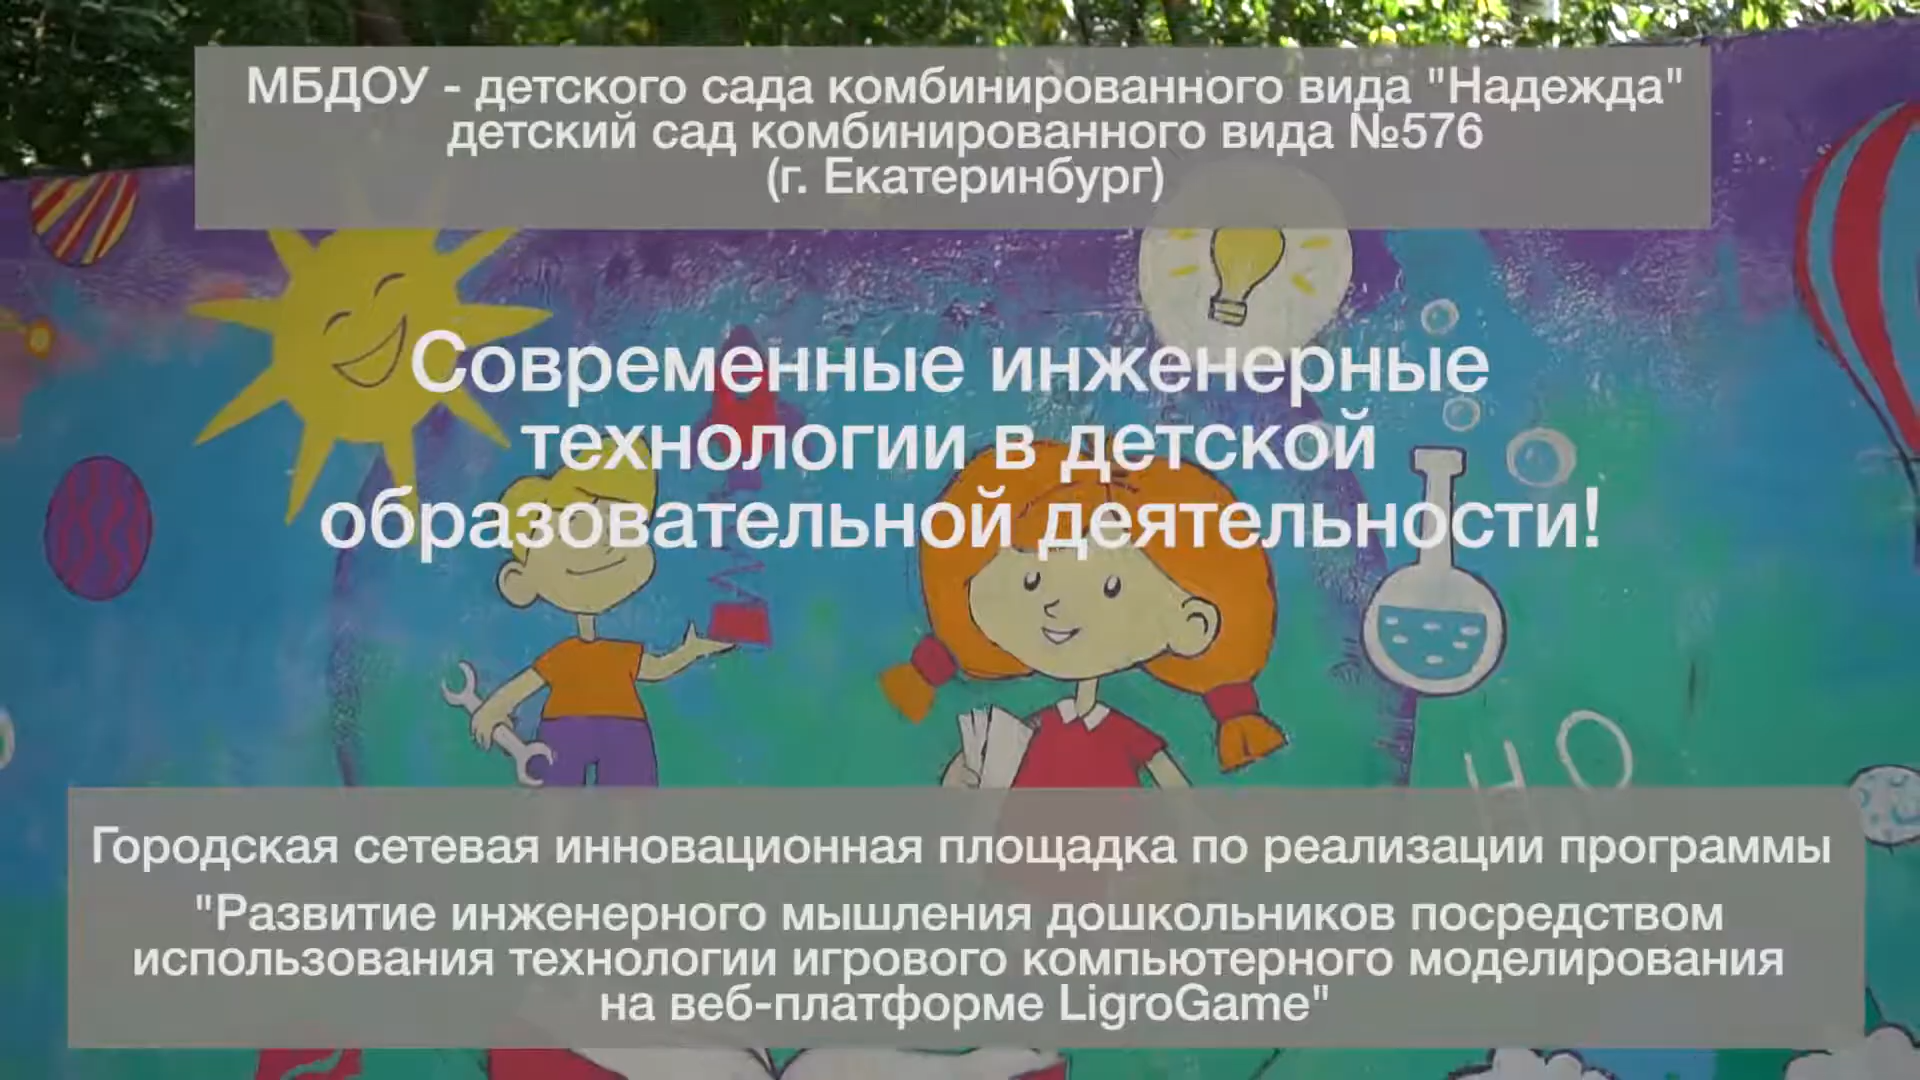 МБДОУ - детского сада комбинированного вида "Надежда"
детский сад комбинированного вида №576
(г. Екатеринбург)
Современные инженерные
технологии в детской
образовательной деятельности!
НО
Городская сетевая инновационная площадка по реализации программы
"Развитие инженерного мышления дошкольников посредством
использования технологии игрового компьютерного моделирования
на веб-платформе LigroGame"